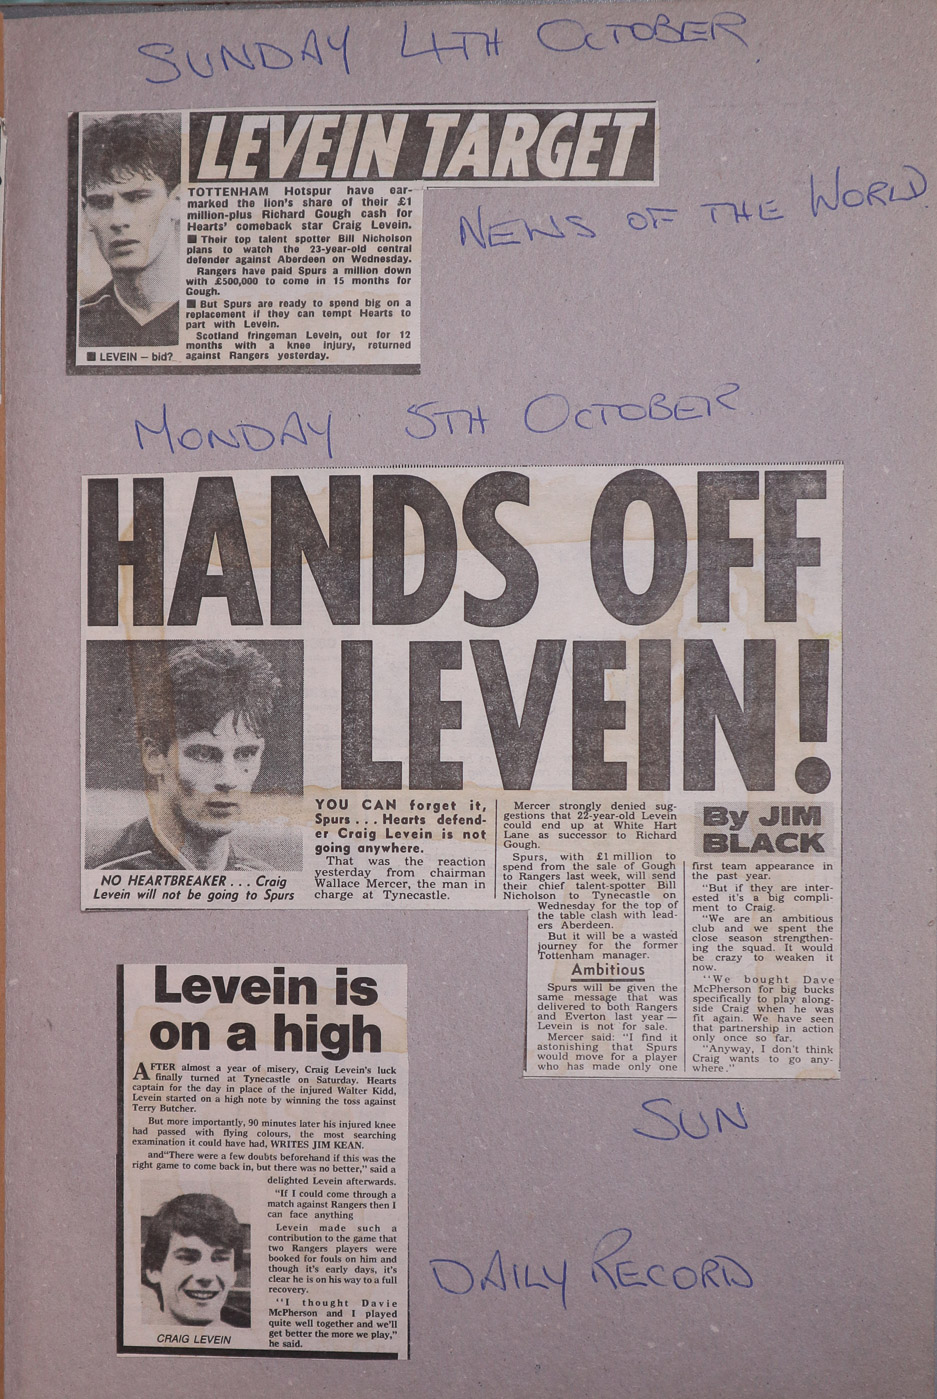 SUNDAY 4TH OCTOBER
LEVEIN TARGET
TOTTENHAM Hotspur have ear-
marked the lion's share of their £1
million-plus Richard Gough cash for
Hearts' comeback star Craig Levein.
■ Their top talent spotter Bill Nicholson
plans to watch the 23-year-old central
defender against Aberdeen on Wednesday.
Rangers have paid Spurs a million down
with £500,000 to come in 15 months for
Gough.
■ But Spurs are ready to spend big on a
replacement if they can tempt Hearts to
part with Levein.
Scotland fringeman Levein, out for 12
months with a knee injury, returned
against Rangers yesterday.
■ LEVEIN – bid?
NEWS OF THE WORLD
MONDAY 5TH OCTOBER
HANDS OFF
LEVEIN!
NO HEARTBREAKER . . . Craig
Levein will not be going to Spurs
YOU CAN forget it,
Spurs . . . Hearts defend-
er Craig Levein is not
going anywhere.
That was the reaction
yesterday from chairman
Wallace Mercer, the man in
charge at Tynecastle.
Mercer strongly denied sug-
gestions that 22-year-old Levein
could end up at White Hart
Lane as successor to Richard
Gough.
Spurs, with £1 million to
spend from the sale of Gough
to Rangers last week, will send
their chief talent-spotter Bill
Nicholson to Tynecastle on
Wednesday for the top of
the table clash with lead-
ers Aberdeen.
But it will be a wasted
journey for the former
Tottenham manager.
Ambitious
Spurs will be given the
same message that was
delivered to both Rangers
and Everton last year —
Levein is not for sale.
Mercer said: "I find it
astonishing that Spurs
would move for a player
who has made only one
By JIM
BLACK
first team appearance in
the past year.
"But if they are inter-
ested it's a big compli-
ment to Craig.
"We are an ambitious
club and we spent the
close season strengthen-
ing the squad. It would
be crazy to weaken it
now.
"We bought Dave
McPherson for big bucks
specifically to play along-
side Craig when he was
fit again. We have seen
that partnership in action
only once so far.
"Anyway, I don't think
Craig wants to go any-
where."
SUN
Levein is
on a high
AFTER almost a year of misery, Craig Levein's luck
finally turned at Tynecastle on Saturday. Hearts
captain for the day in place of the injured Walter Kidd,
Levein started on a high note by winning the toss against
Terry Butcher.
But more importantly, 90 minutes later his injured knee
had passed with flying colours, the most searching
examination it could have had, WRITES JIM KEAN.
and"There were a few doubts beforehand if this was the
right game to come back in, but there was no better," said a
delighted Levein afterwards.
"If I could come through a
match against Rangers then I
can face anything
Levein made such a
contribution to the game that
two Rangers players were
booked for fouls on him and
though it's early days, it's
clear he is on his way to a full
recovery.
"I thought Davie
McPherson and I played
quite well together and we'll
get better the more we play,"
he said.
CRAIG LEVEIN
DAILY RECORD